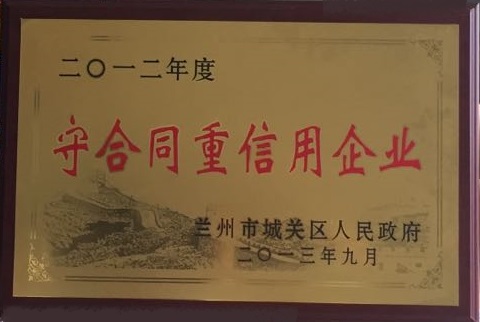 二〇一二年度
守合同重信用企业
兰州市城关区人民政府
二〇一三年九月